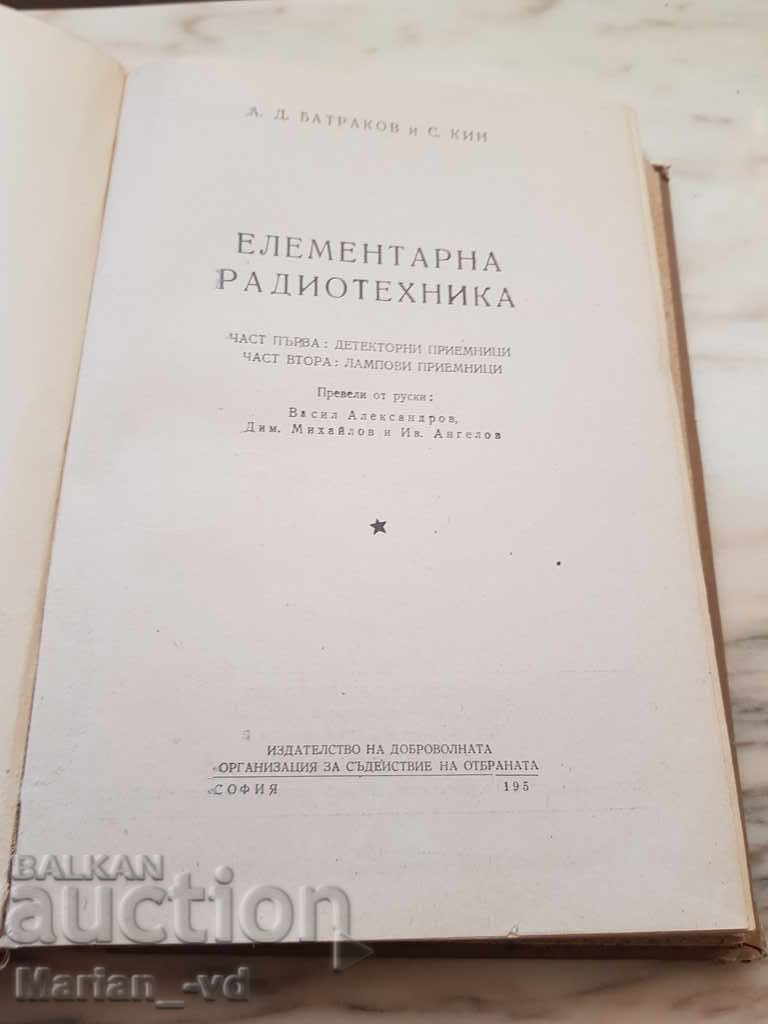 А. Д. БАТРАКОВ и С. КИН
ЕЛЕМЕНТАРНА
РАДИОТЕХНИКА
ЧАСТ ПЪРВА: ДЕТЕКТОРНИ ПРИЕМНИЦИ
ЧАСТ ВТОРА: ЛАМПОВИ ПРИЕМНИЦИ
Превели от руски:
Васил Александров,
Дим. Михайлов и Ив. Ангелов
★
ИЗДАТЕЛСТВО НА ДОБРОВОЛНАТА
ОРГАНИЗАЦИЯ ЗА СЪДЕЙСТВИЕ НА ОТБРАНАТА
СОФИЯ 195
BALKAN
auction
Marian_-vd